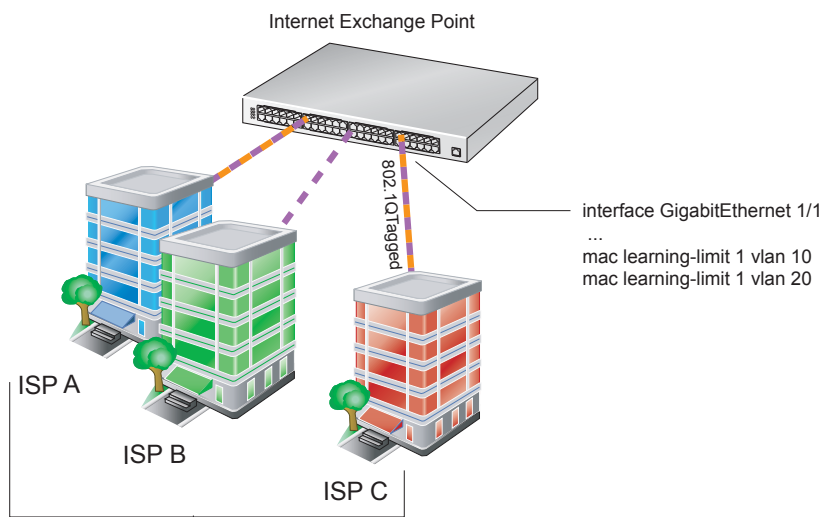 Internet Exchange Point
802.1QTagged
interface GigabitEthernet 1/1
...
mac learning-limit 1 vlan 10
mac learning-limit 1 vlan 20
ISP A
ISP B
ISP C